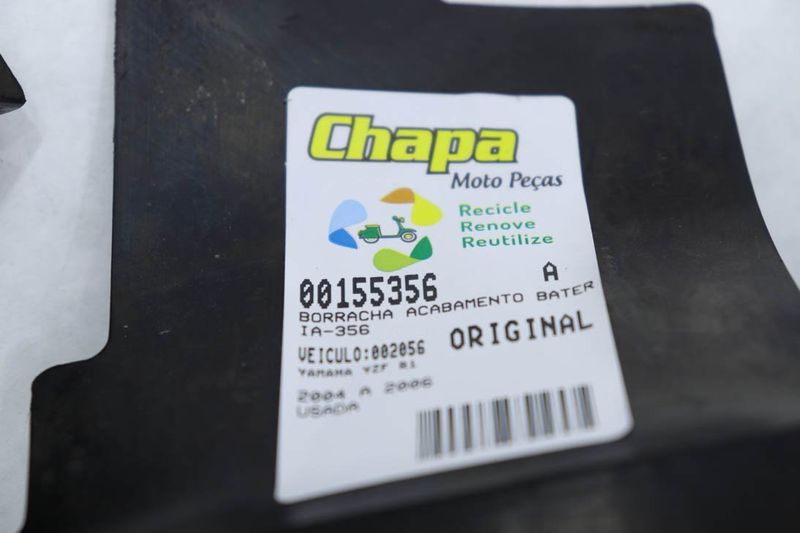 Chapa
Moto Peças
Recicle
Renove
Reutilize
00155356 A
BORRACHA ACABAMENTO BATER
IA-356
ORIGINAL
VEICULO:002056
YAMAHA YZF R1
2004 A 2006
USADA